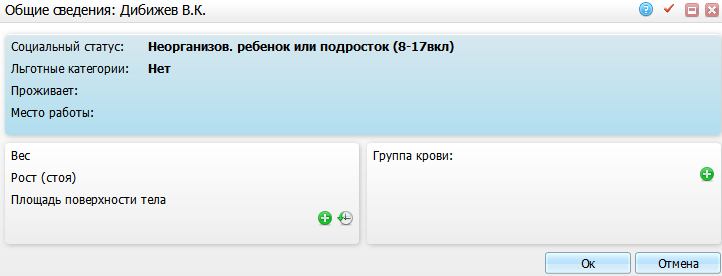 Общие сведения: Дибижев В.К.
Социальный статус: Неорганизов. ребенок или подросток (8-17вкл)
Льготные категории: Нет
Проживает:
Место работы:
Вес
Рост (стоя)
Площадь поверхности тела
Группа крови:
Ок Отмена